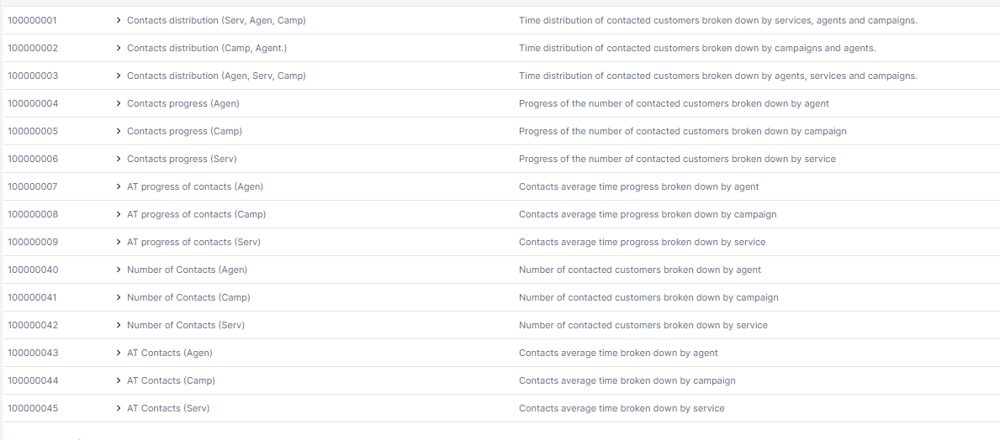 100000001 Contacts distribution (Serv, Agen, Camp) Time distribution of contacted customers broken down by services, agents and campaigns.
100000002 Contacts distribution (Camp, Agent.) Time distribution of contacted customers broken down by campaigns and agents.
100000003 Contacts distribution (Agen, Serv, Camp) Time distribution of contacted customers broken down by agents, services and campaigns.
100000004 Contacts progress (Agen) Progress of the number of contacted customers broken down by agent
100000005 Contacts progress (Camp) Progress of the number of contacted customers broken down by campaign
100000006 Contacts progress (Serv) Progress of the number of contacted customers broken down by service
100000007 AT progress of contacts (Agen) Contacts average time progress broken down by agent
100000008 AT progress of contacts (Camp) Contacts average time progress broken down by campaign
100000009 AT progress of contacts (Serv) Contacts average time progress broken down by service
100000040 Number of Contacts (Agen) Number of contacted customers broken down by agent
100000041 Number of Contacts (Camp) Number of contacted customers broken down by campaign
100000042 Number of Contacts (Serv) Number of contacted customers broken down by service
100000043 AT Contacts (Agen) Contacts average time broken down by agent
100000044 AT Contacts (Camp) Contacts average time broken down by campaign
100000045 AT Contacts (Serv) Contacts average time broken down by service